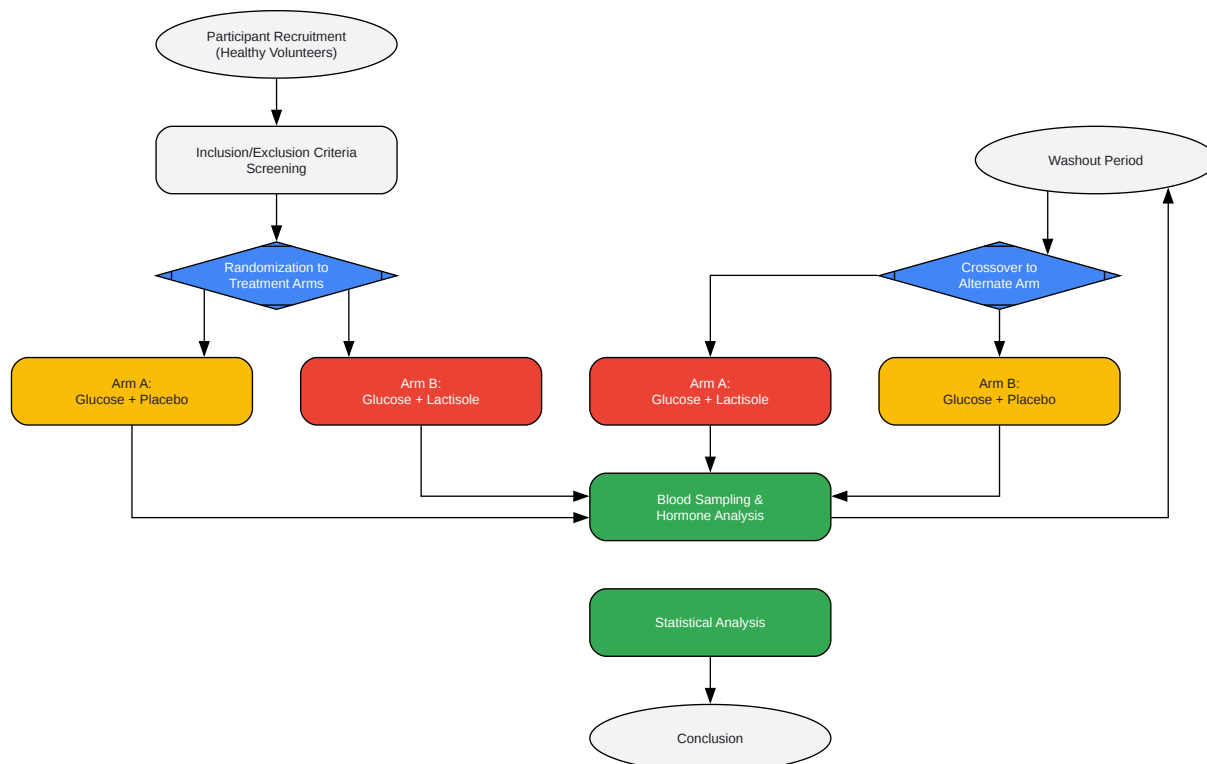 Participant Recruitment
(Healthy Volunteers)
Inclusion/Exclusion Criteria
Screening
Washout Period
Randomization to
Treatment Arms
Crossover to
Alternate Arm
Arm A:
Glucose + Placebo
Arm B:
Glucose + Lactisole
Arm A:
Glucose + Lactisole
Arm B:
Glucose + Placebo
Blood Sampling &
Hormone Analysis
Statistical Analysis
Conclusion